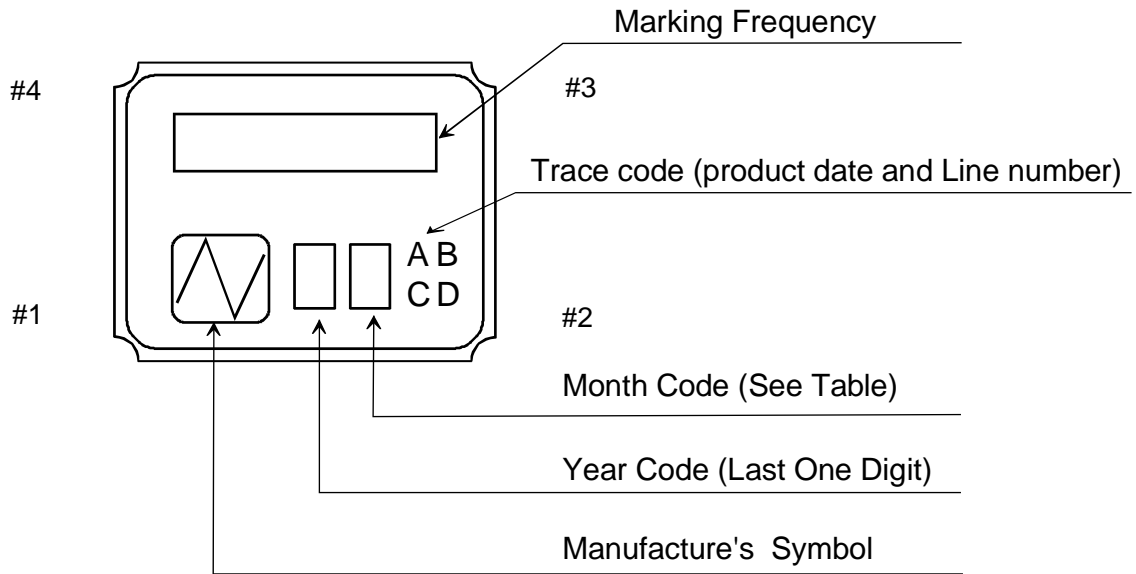 Marking Frequency
#4
#3
Trace code (product date and Line number)
A B
C D
#1
#2
Month Code (See Table)
Year Code (Last One Digit)
Manufacture's Symbol